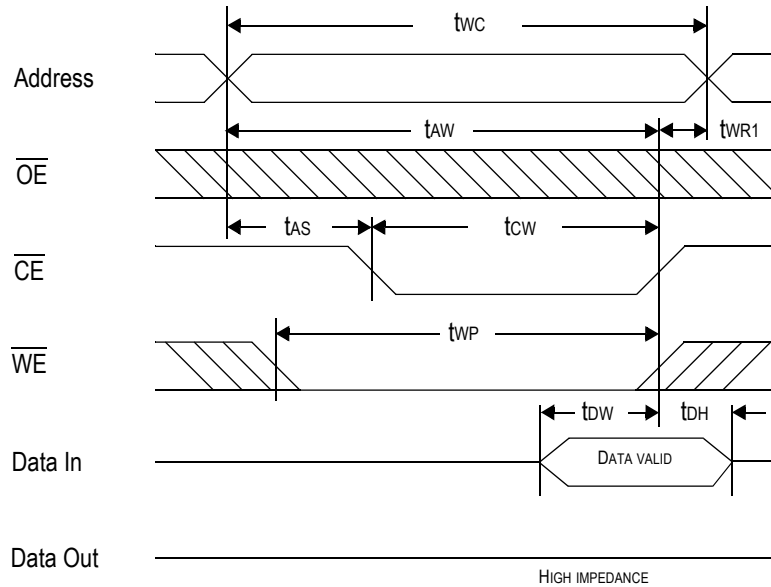 tWC
Address
tAW tWR1
OE
tAS tCW
CE
tWP
WE
tDW tDH
Data In DATA VALID
Data Out
HIGH IMPEDANCE